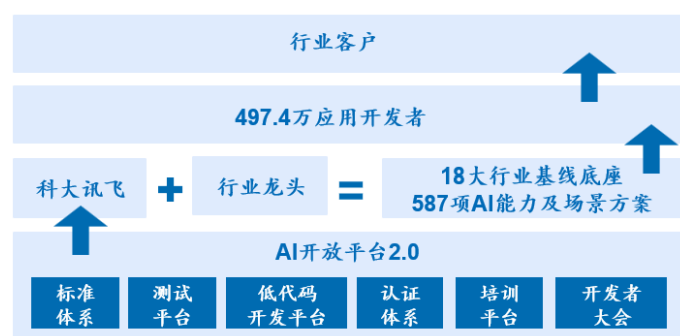 行业客户
497.4万应用开发者
科大讯飞 + 行业龙头 = 18大行业基线底座
587项AI能力及场景方案
AI开放平台2.0
标准 测试 低代码 认证 培训 开发者
体系 平台 开发平台 体系 平台 大会